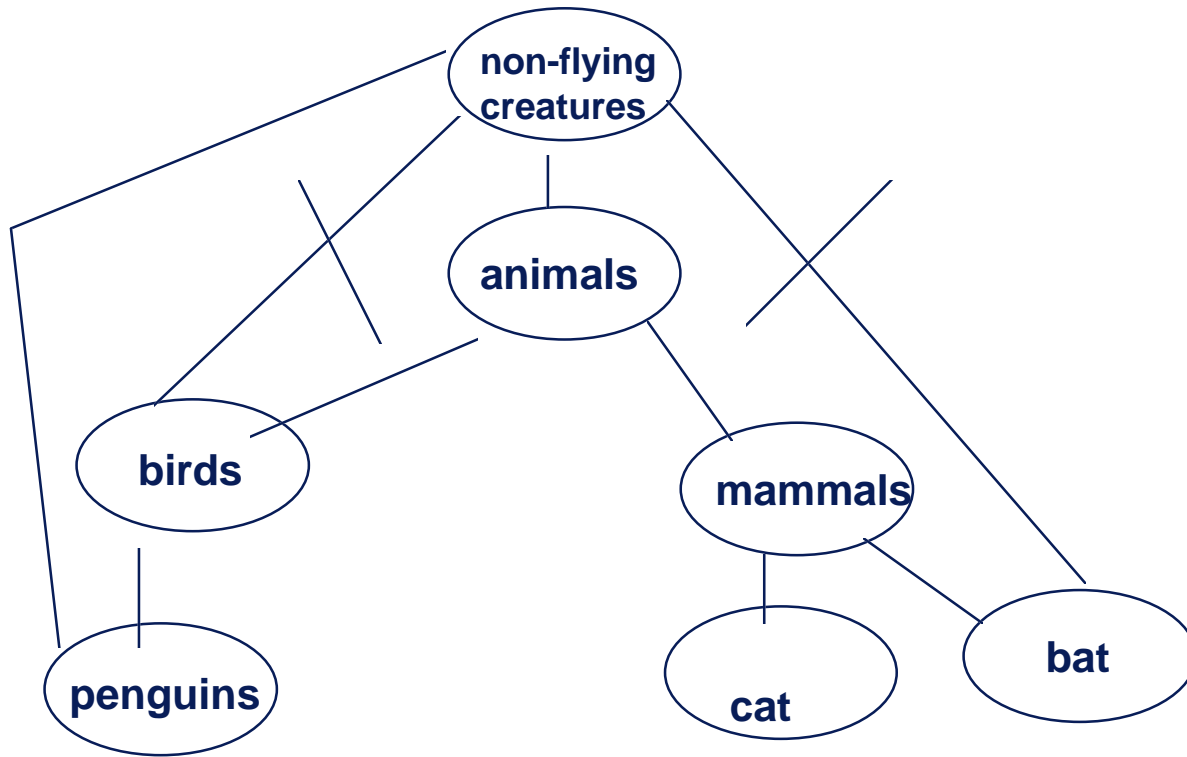 non-flying
creatures
animals
birds
mammals
bat
penguins
cat